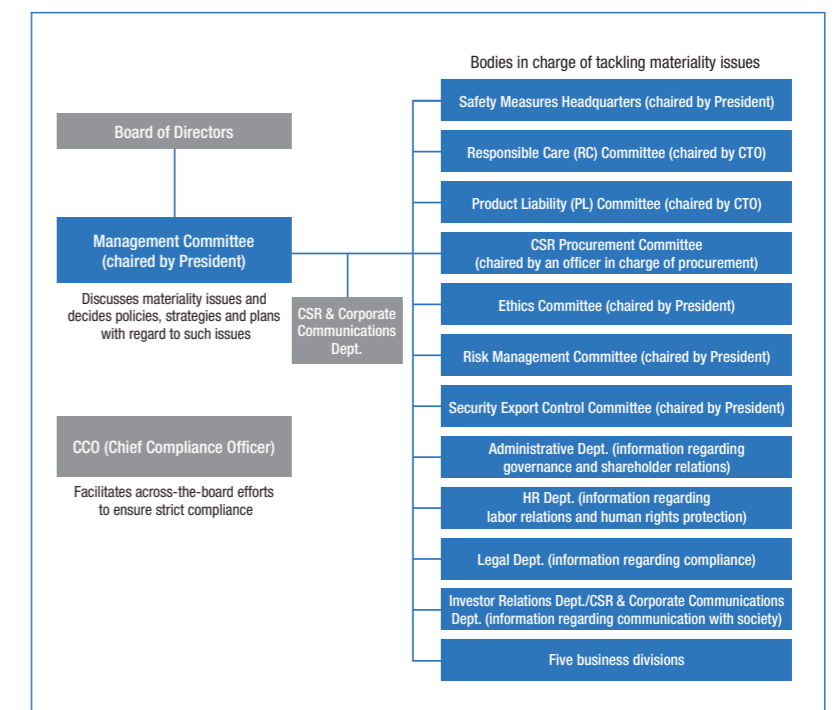 Bodies in charge of tackling materiality issues
Board of Directors
Management Committee
(chaired by President)
Discusses materiality issues and
decides policies, strategies and plans
with regard to such issues
CSR & Corporate
Communications
Dept.
CCO (Chief Compliance Officer)
Facilitates across-the-board efforts
to ensure strict compliance
Safety Measures Headquarters (chaired by President)
Responsible Care (RC) Committee (chaired by CTO)
Product Liability (PL) Committee (chaired by CTO)
CSR Procurement Committee
(chaired by an officer in charge of procurement)
Ethics Committee (chaired by President)
Risk Management Committee (chaired by President)
Security Export Control Committee (chaired by President)
Administrative Dept. (information regarding
governance and shareholder relations)
HR Dept. (information regarding
labor relations and human rights protection)
Legal Dept. (information regarding compliance)
Investor Relations Dept./CSR & Corporate Communications
Dept. (information regarding communication with society)
Five business divisions